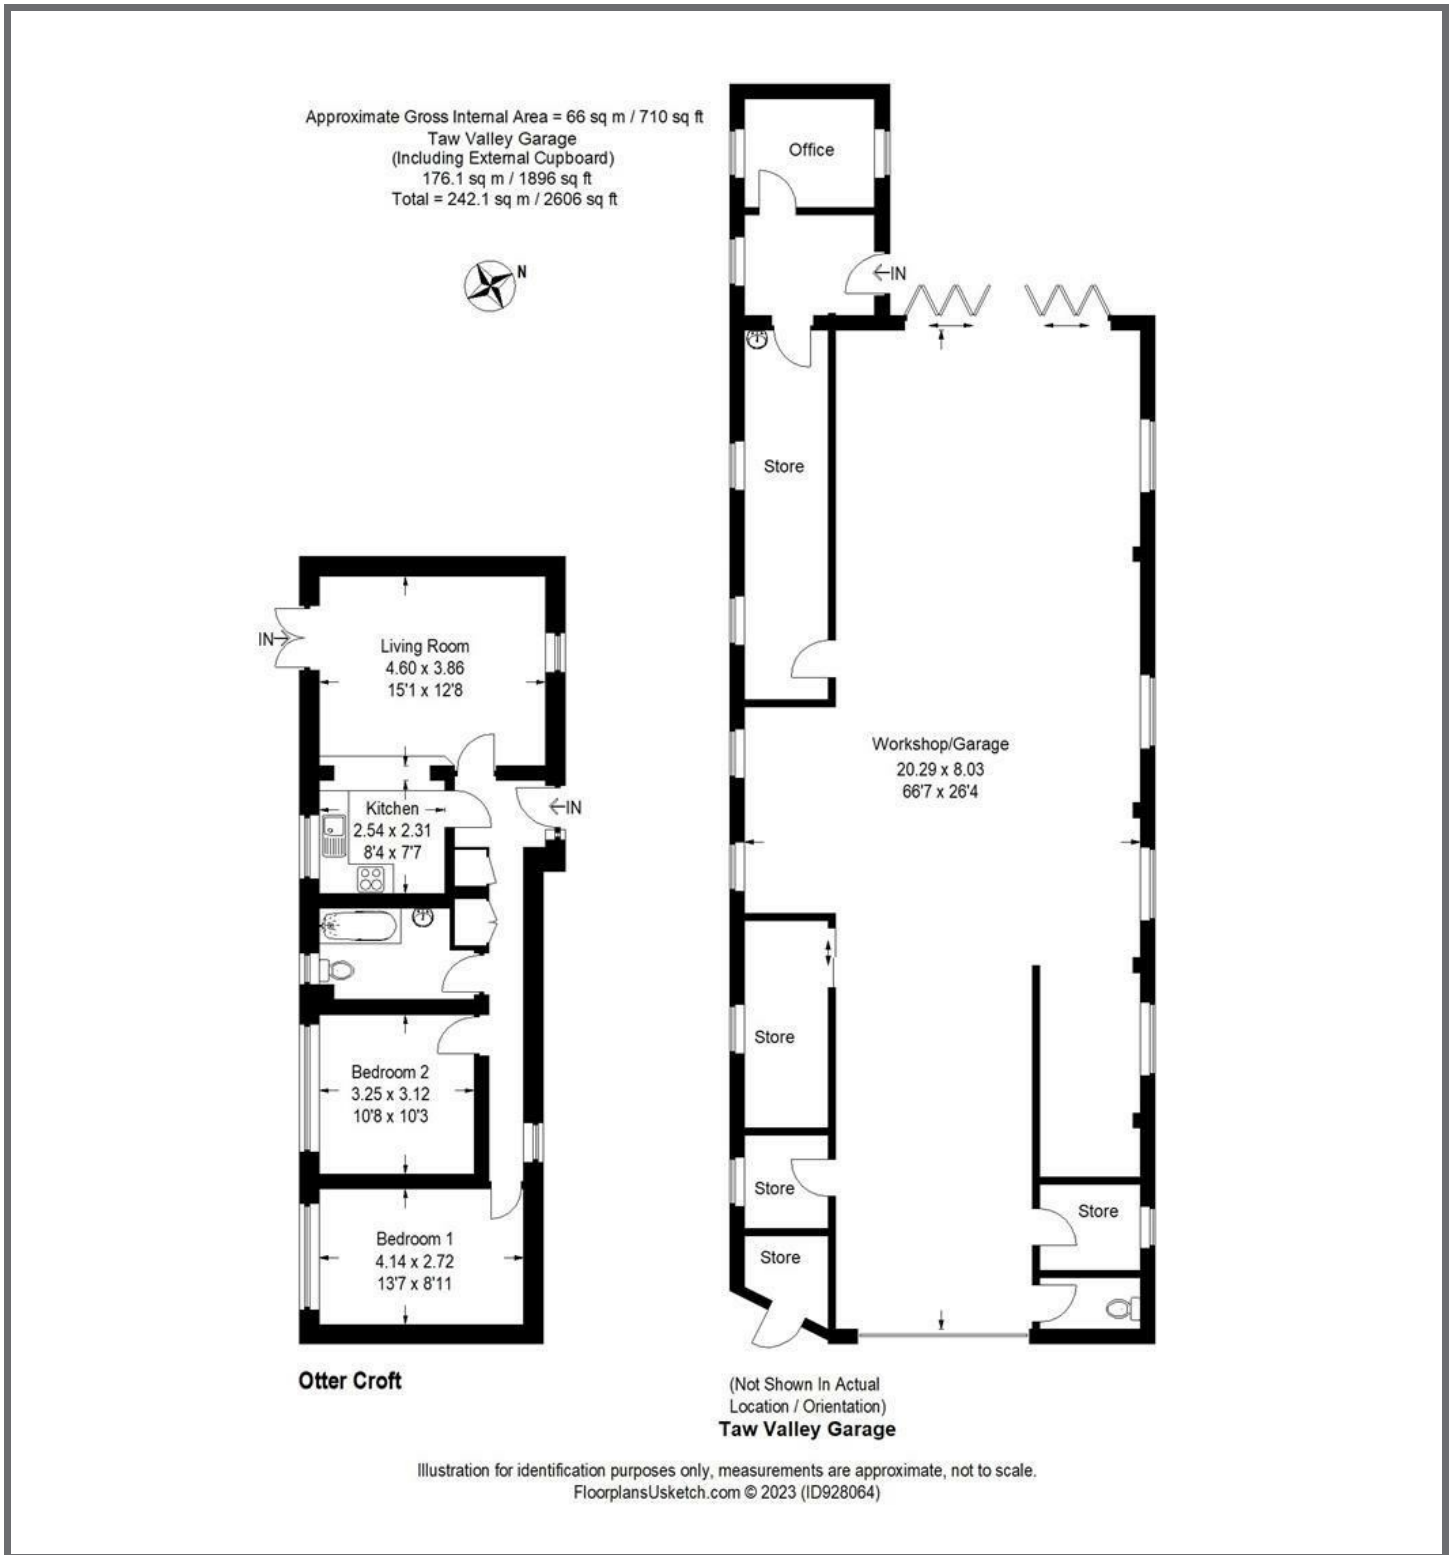 Approximate Gross Internal Area = 66 sq m / 710 sq ft
Taw Valley Garage
(Including External Cupboard)
176.1 sq m / 1896 sq ft
Total = 242.1 sq m / 2606 sq ft
N
Office
IN
Store
IN
Living Room
4.60 x 3.86
15'1 x 12'8
Workshop/Garage
20.29 x 8.03
66'7 x 26'4
Kitchen
2.54 x 2.31
8'4 x 7'7
IN
Store
Bedroom 2
3.25 x 3.12
10'8 x 10'3
Store
Store
Bedroom 1
4.14 x 2.72
13'7 x 8'11
Store
Otter Croft
(Not Shown In Actual
Location / Orientation)
Taw Valley Garage
Illustration for identification purposes only, measurements are approximate, not to scale.
FloorplansUsketch.com © 2023 (ID928064)